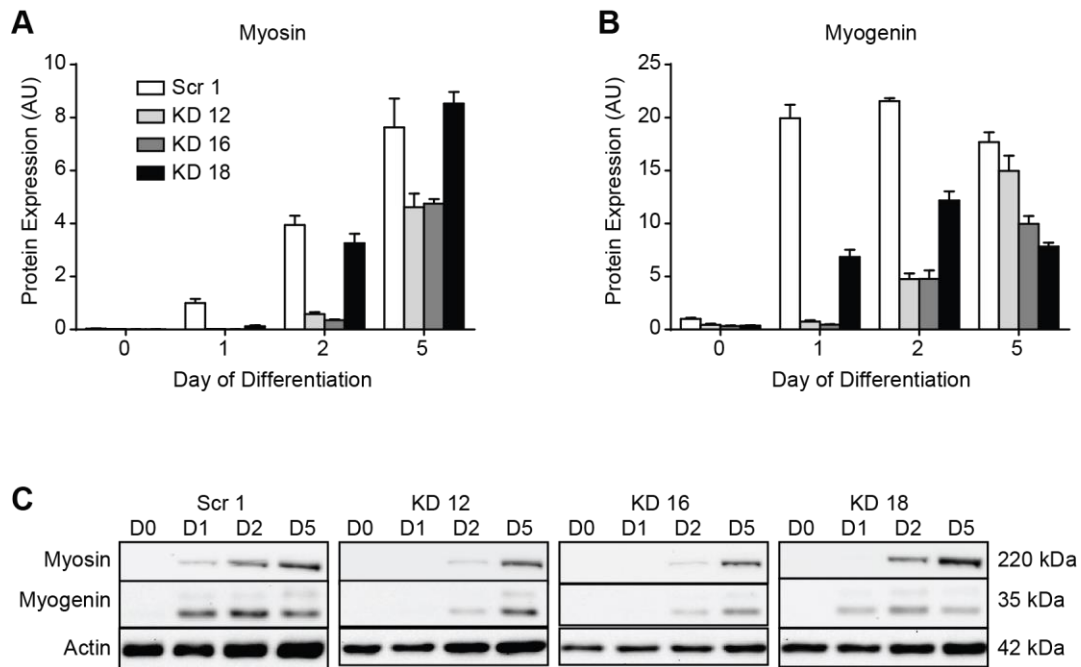 A
Myosin
Protein Expression (AU)
10
8
6
4
2
0
Scr 1
KD 12
KD 16
KD 18
0 1 2 5
Day of Differentiation
B
Myogenin
Protein Expression (AU)
25
20
15
10
5
0
0 1 2 5
Day of Differentiation
C
Scr 1 KD 12 KD 16 KD 18
D0 D1 D2 D5 D0 D1 D2 D5 D0 D1 D2 D5 D0 D1 D2 D5
Myosin 220 kDa
Myogenin 35 kDa
Actin 42 kDa